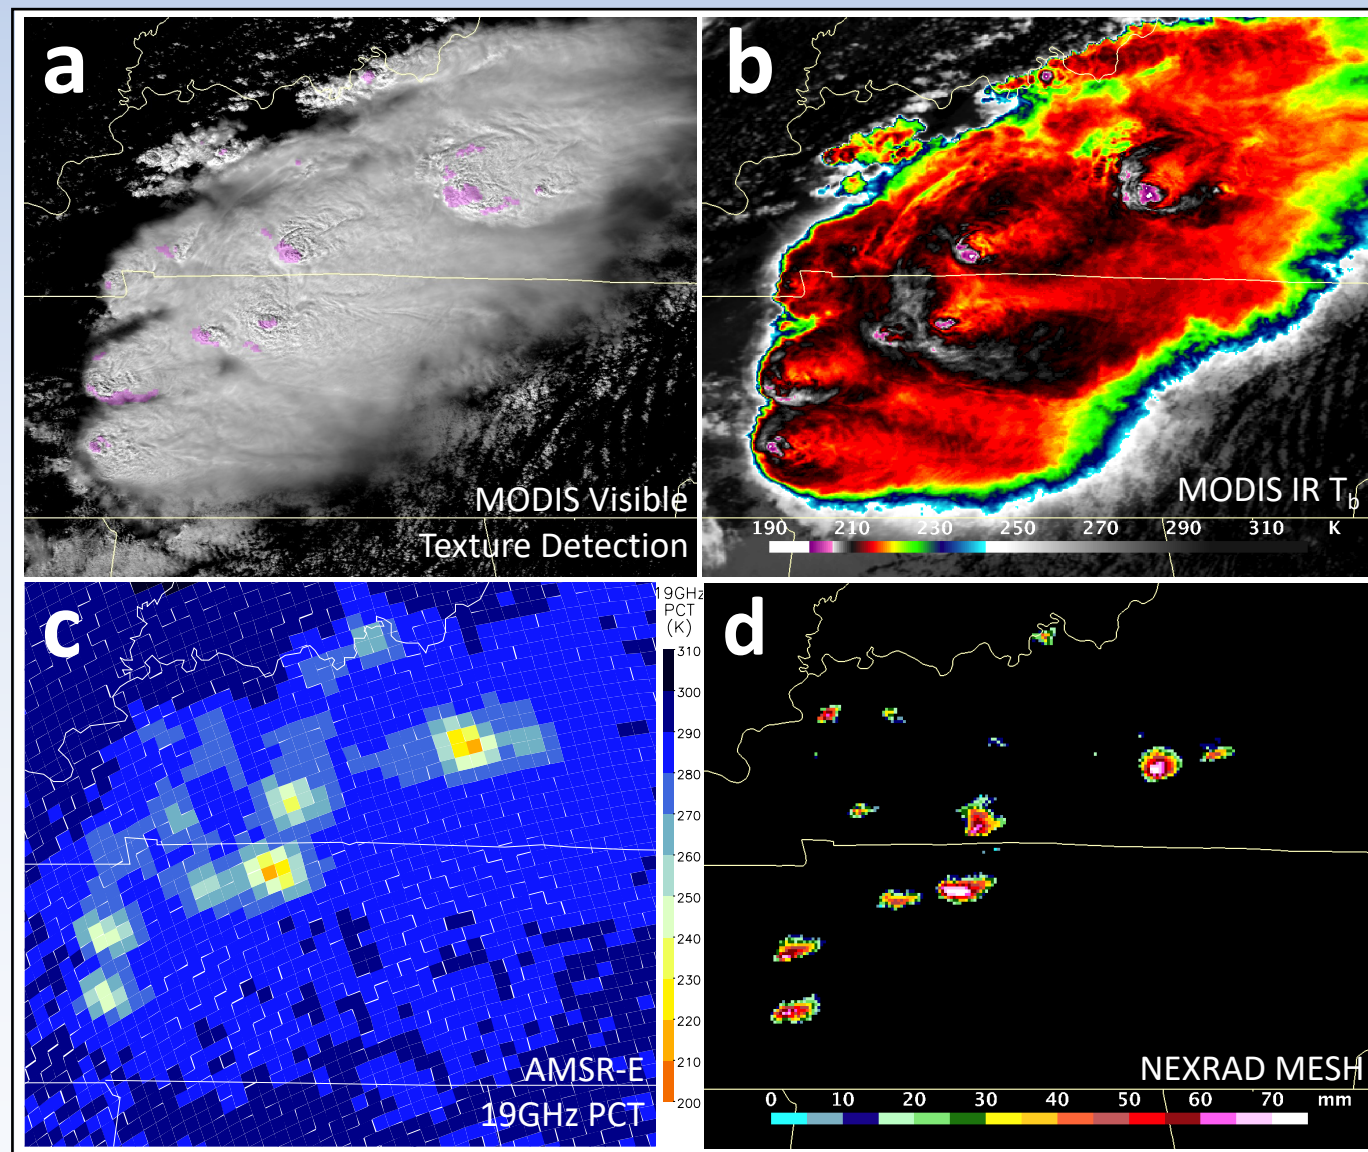 a
MODIS Visible
Texture Detection
b
MODIS IR Tb
190 210 230 250 270 290 310 K
c
19GHz
PCT
(K)
310
300
290
280
270
260
250
240
230
220
210
200
AMSR-E
19GHz PCT
d
NEXRAD MESH
0 10 20 30 40 50 60 70 mm